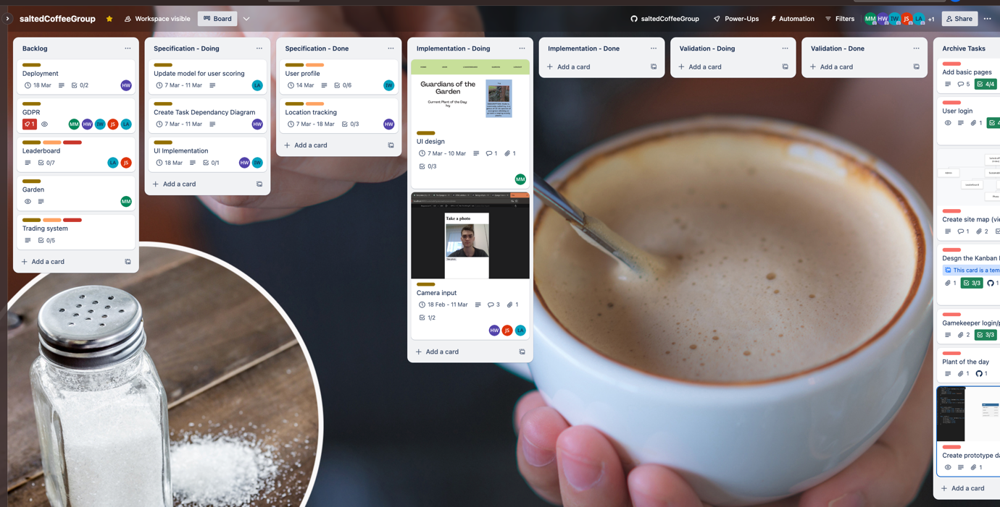 saltedCoffeeGroup
Workspace visible
Board
saltedCoffeeGroup
Power-Ups
Automation
Filters
MM HW IW JS LA +1
Share
Backlog
Deployment
18 Mar 0/2 HW
GDPR
1 MM HW IW JS LA
Leaderboard
0/7 LA JS
Garden
MM
Trading system
0/5
Add a card
Specification - Doing
Update model for user scoring
7 Mar - 11 Mar LA
Create Task Dependancy Diagram
7 Mar - 11 Mar HW
UI Implementation
18 Mar 0/1 HW IW
Add a card
Specification - Done
User profile
14 Mar 0/6 IW
Location tracking
7 Mar - 18 Mar 0/3 HW
Add a card
Implementation - Doing
Guardians of the
Garden
Current Plant of the Day:
Ivy
UI design
7 Mar - 10 Mar 1 1
0/3
MM
Take a photo
Camera input
18 Feb - 11 Mar 3 1
1/2
HW JS LA
Add a card
Implementation - Done
Add a card
Validation - Doing
Add a card
Validation - Done
Add a card
Archive Tasks
Add basic pages
5 4/4
User login
1
Create site map (vi
1 2
Desgn the Kanban
This card is a tem
1 3/3 1
Gamekeeper login/
2 3/3
Plant of the day
1 1
Create prototype da
1
Add a card